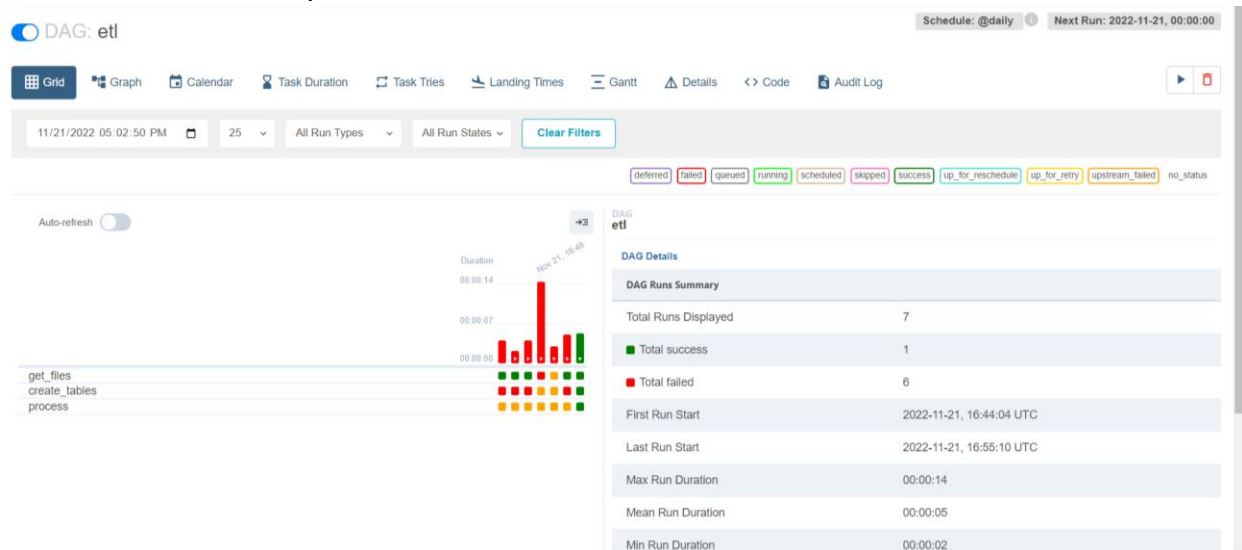 DAG: etl
Schedule: @daily
Next Run: 2022-11-21, 00:00:00
Grid
Graph
Calendar
Task Duration
Task Tries
Landing Times
Gantt
Details
<> Code
Audit Log
11/21/2022 05:02:50 PM
25
All Run Types
All Run States
Clear Filters
deferred
failed
queued
running
scheduled
skipped
success
up_for_reschedule
up_for_retry
upstream_failed
no_status
Auto-refresh
Duration
Nov 21, 16:48
00:00:14
00:00:07
00:00:00
get_files
create_tables
process
DAG
etl
DAG Details
DAG Runs Summary
Total Runs Displayed 7
Total success 1
Total failed 6
First Run Start 2022-11-21, 16:44:04 UTC
Last Run Start 2022-11-21, 16:55:10 UTC
Max Run Duration 00:00:14
Mean Run Duration 00:00:05
Min Run Duration 00:00:02